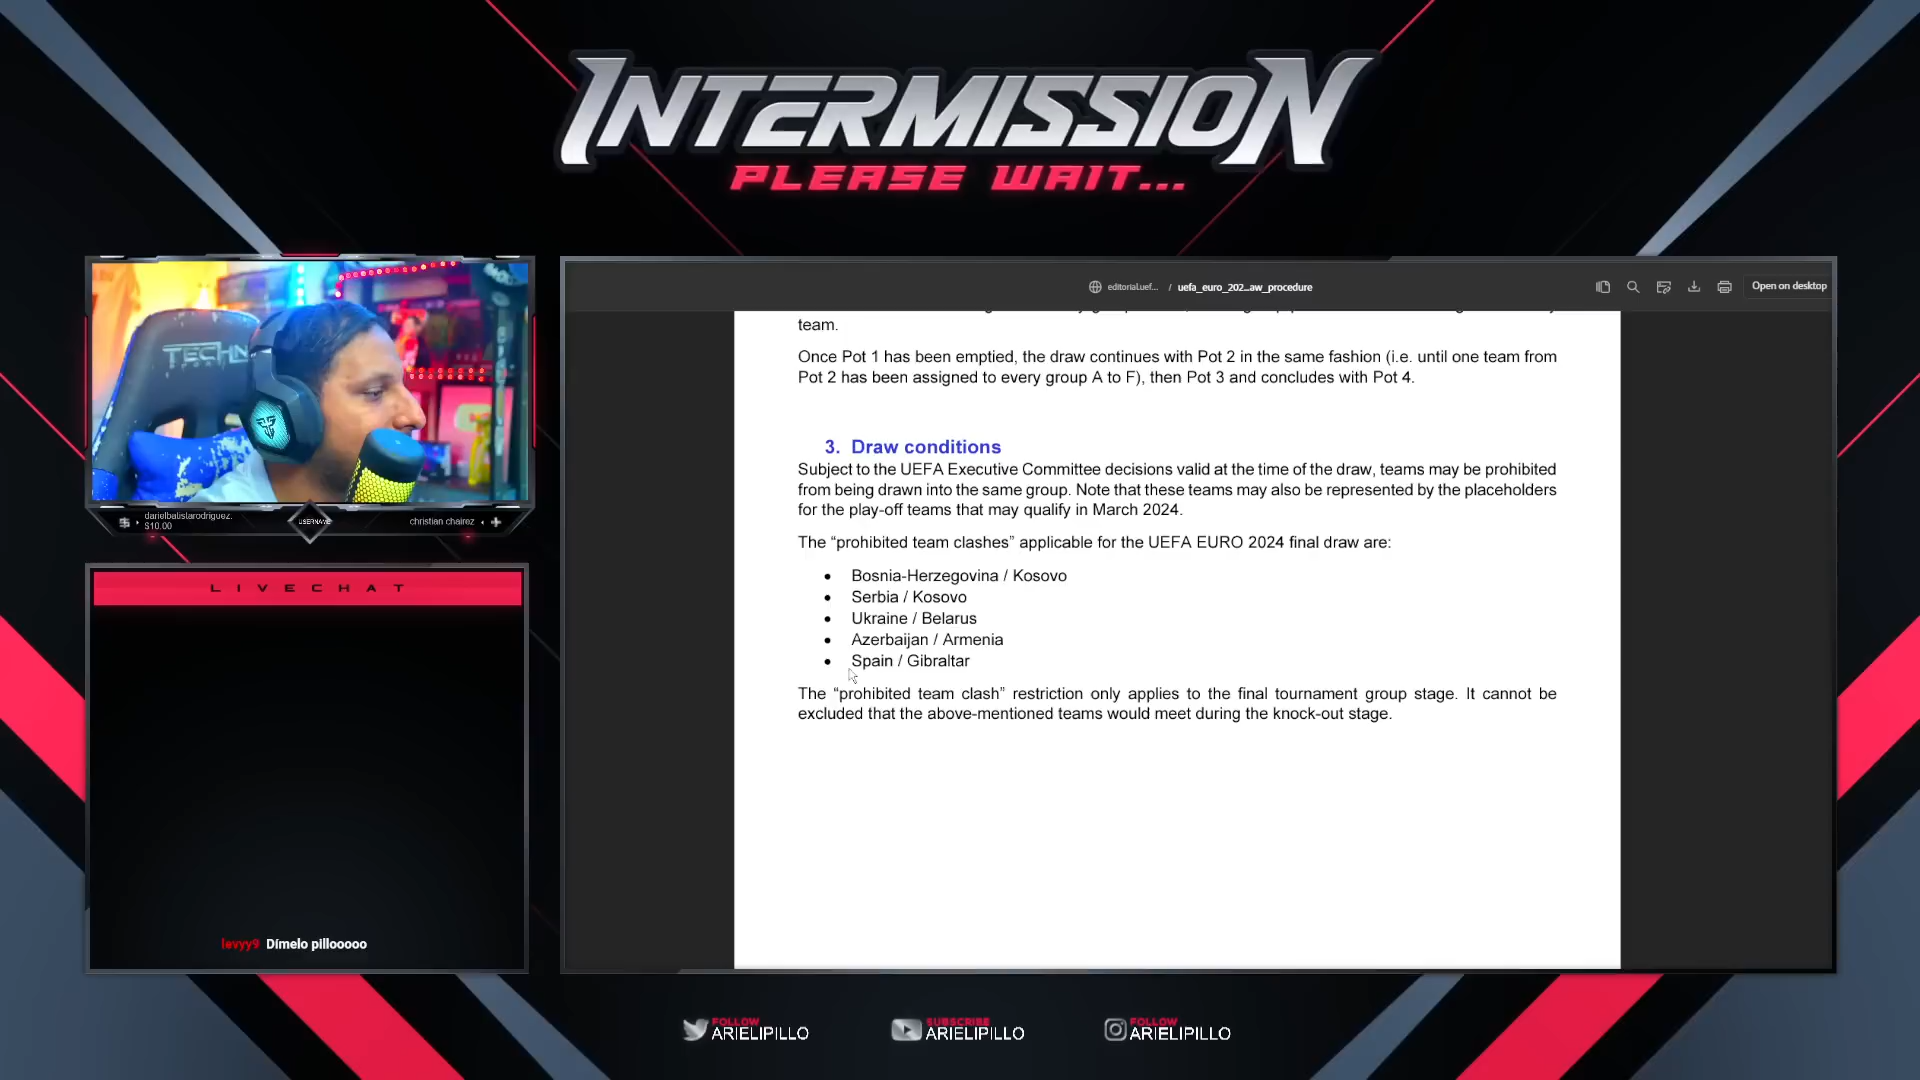 INTERMISSION
PLEASE WAIT...
TECHN
dariefbatistarodriguez.
$10.00
USERNAME
christian chairez
LIVECHAT
levyy9 Dímelo pillooooo
editorial.uef... / uefa_euro_202...aw_procedure
Open on desktop
team.
Once Pot 1 has been emptied, the draw continues with Pot 2 in the same fashion (i.e. until one team from
Pot 2 has been assigned to every group A to F), then Pot 3 and concludes with Pot 4.
3. Draw conditions
Subject to the UEFA Executive Committee decisions valid at the time of the draw, teams may be prohibited
from being drawn into the same group. Note that these teams may also be represented by the placeholders
for the play-off teams that may qualify in March 2024.
The “prohibited team clashes” applicable for the UEFA EURO 2024 final draw are:
• Bosnia-Herzegovina / Kosovo
• Serbia / Kosovo
• Ukraine / Belarus
• Azerbaijan / Armenia
• Spain / Gibraltar
The “prohibited team clash” restriction only applies to the final tournament group stage. It cannot be
excluded that the above-mentioned teams would meet during the knock-out stage.
FOLLOW
ARIELIPILLO
SUBSCRIBE
ARIELIPILLO
FOLLOW
ARIELIPILLO